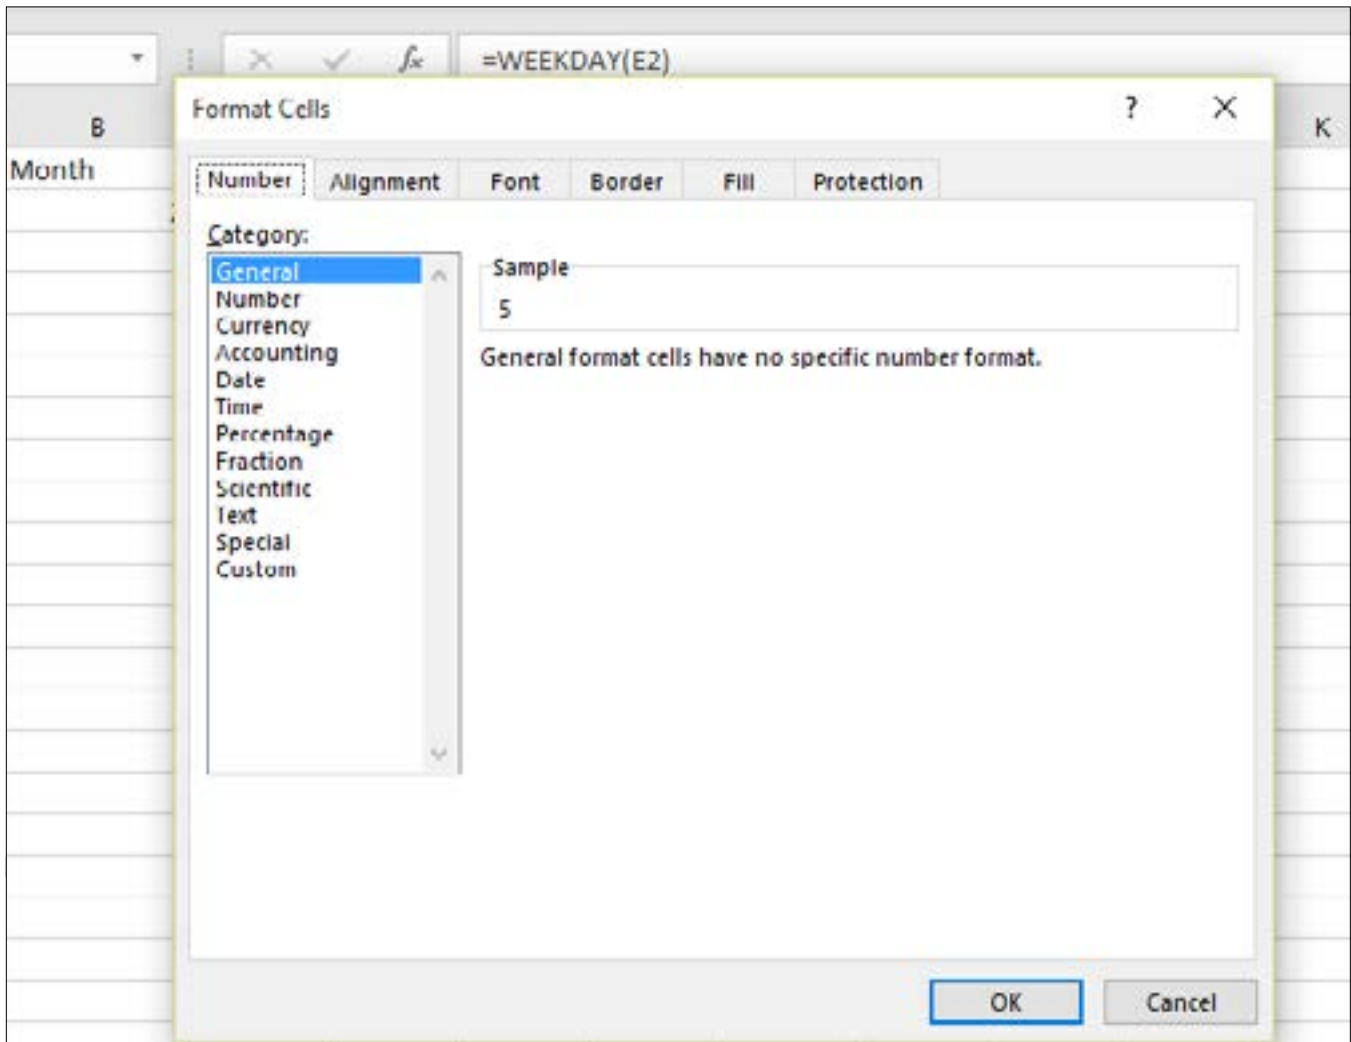 fx =WEEKDAY(E2)
Format Cells ? X
B K
Month
Number Alignment Font Border Fill Protection
Category:
General
Number
Currency
Accounting
Date
Time
Percentage
Fraction
Scientific
Text
Special
Custom
Sample
5
General format cells have no specific number format.
OK Cancel